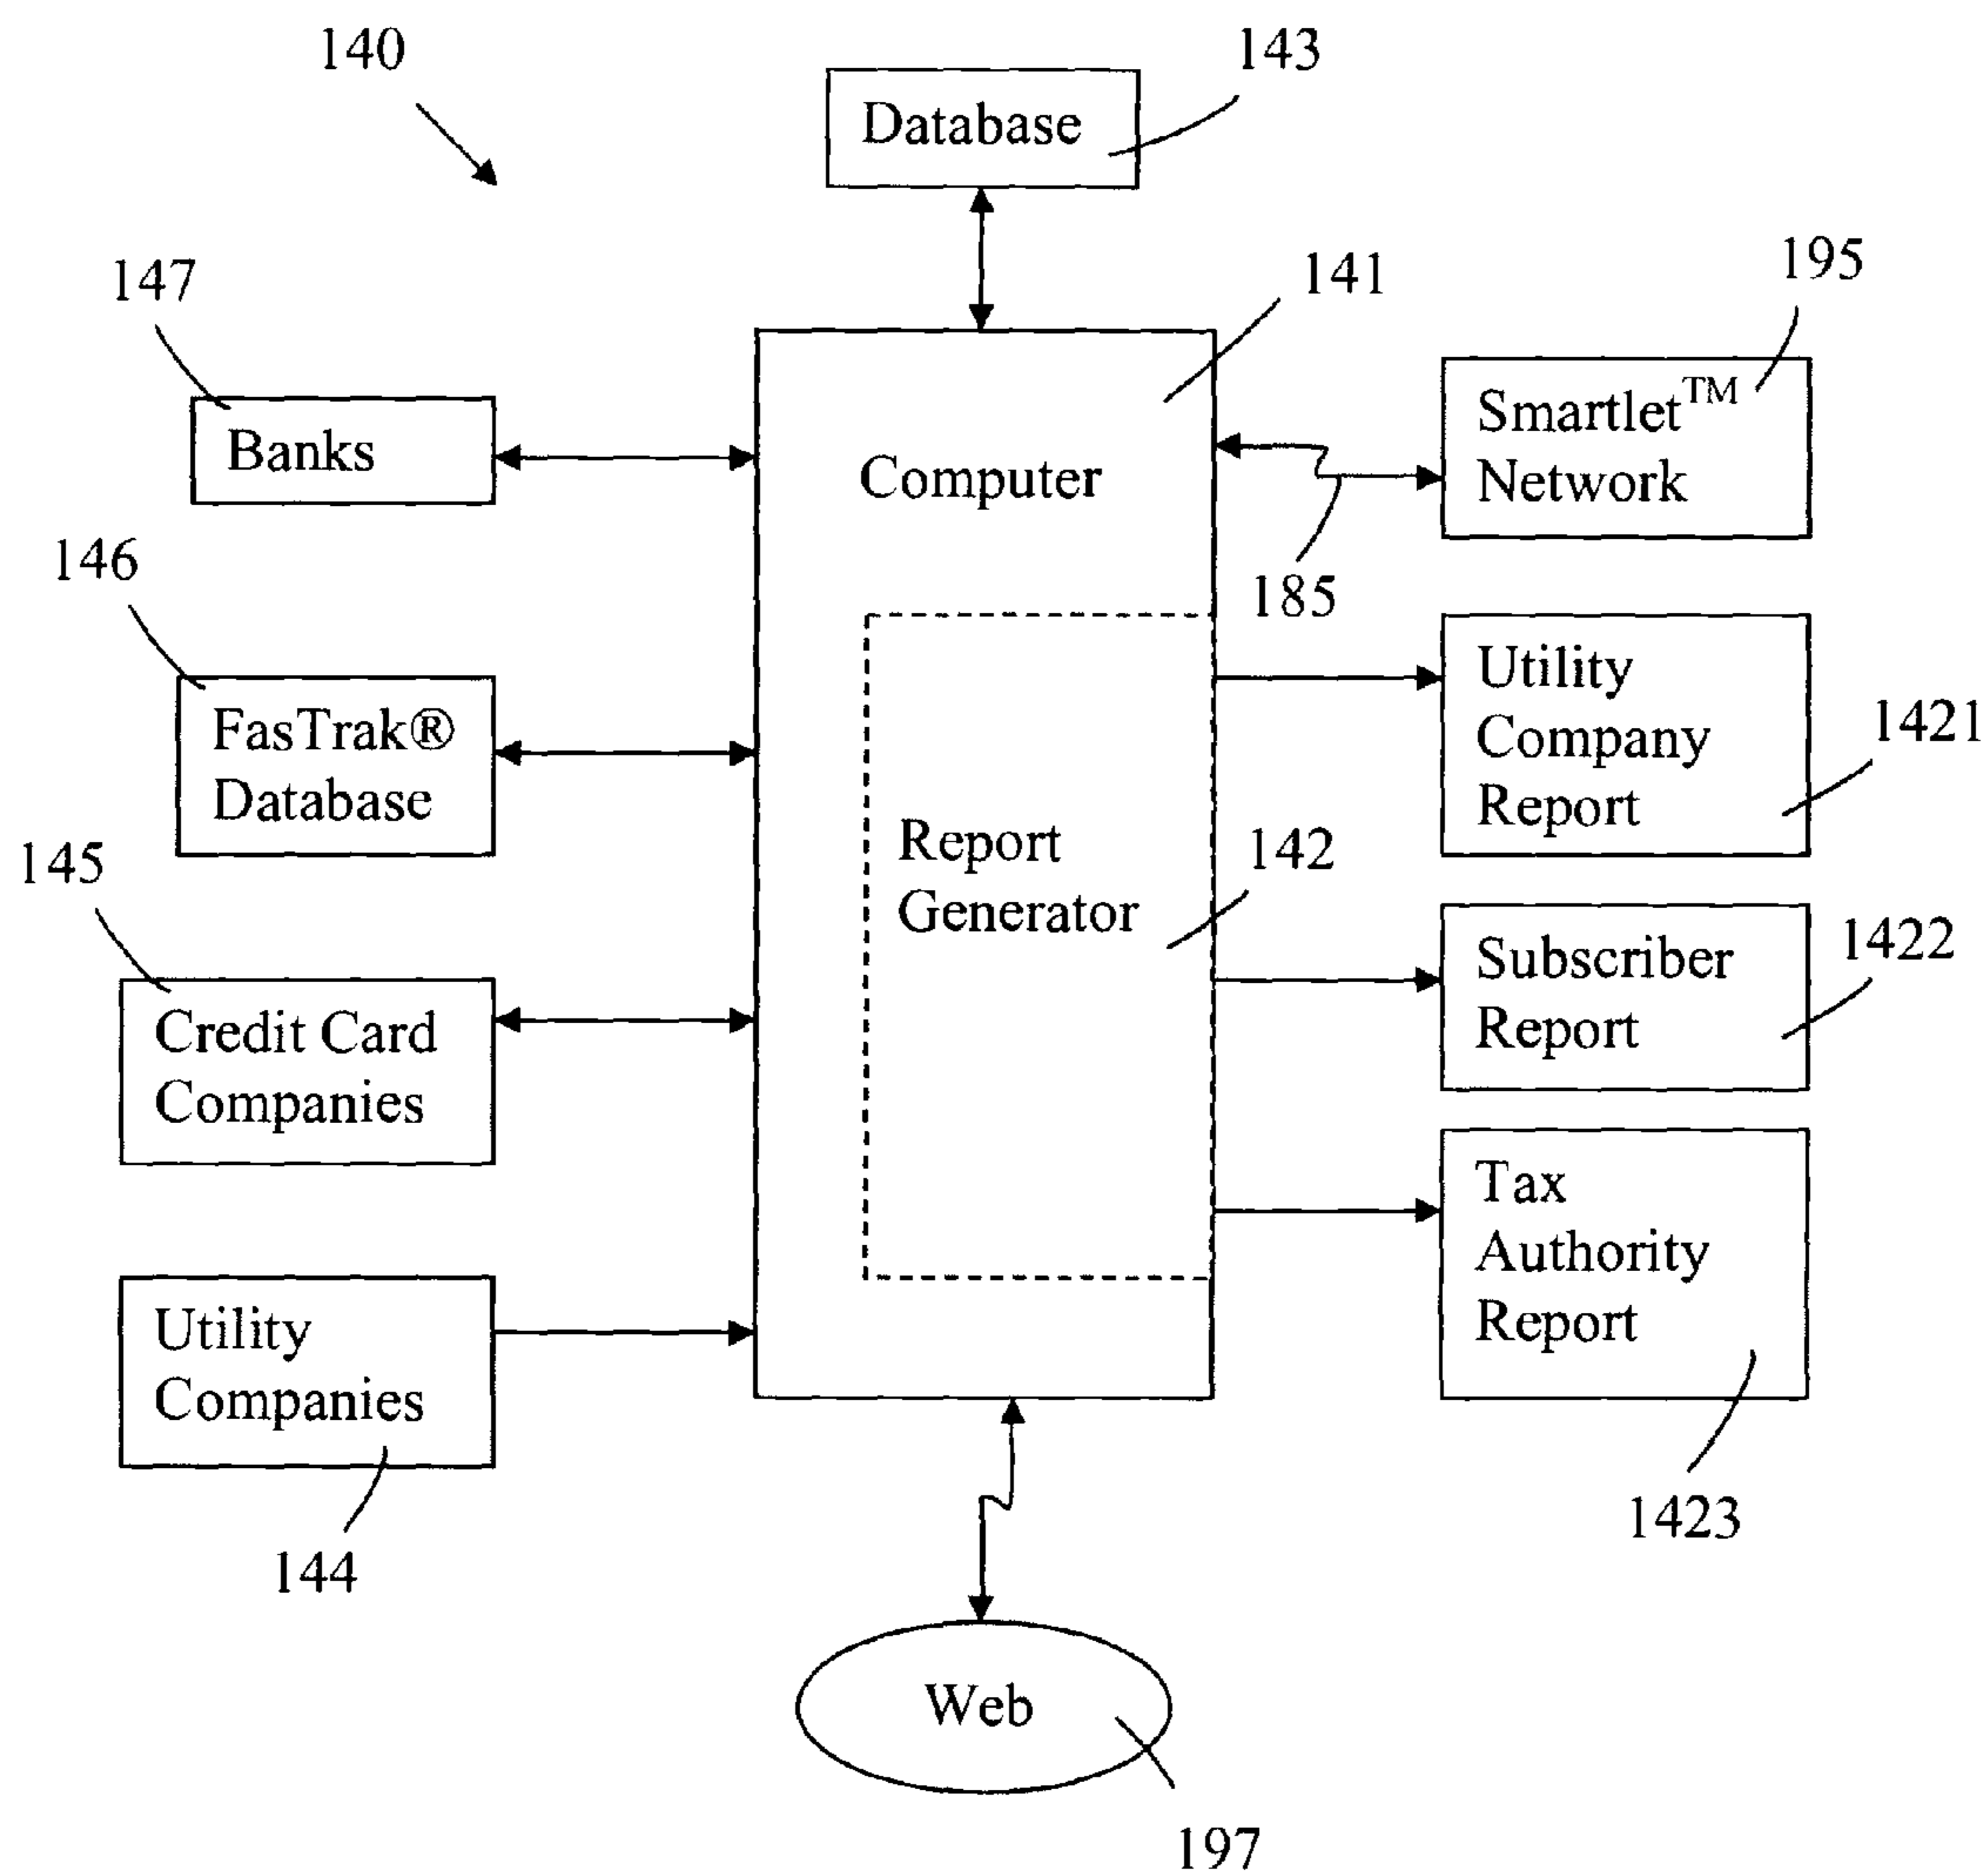 140
143
Database
147
141
195
Banks
Computer
Smartlet™
Network
146
185
FasTrak®
Database
Utility
Company
Report
1421
145
Report
Generator
142
Credit Card
Companies
Subscriber
Report
1422
Utility
Companies
Tax
Authority
Report
144
1423
Web
197